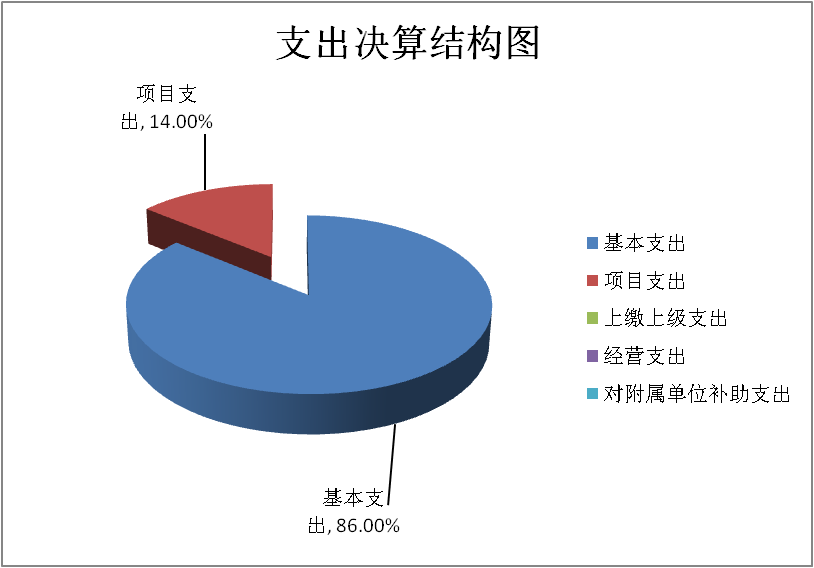 支出决算结构图
项目支
出, 14.00%
基本支出
项目支出
上缴上级支出
经营支出
对附属单位补助支出
基本支
出, 86.00%